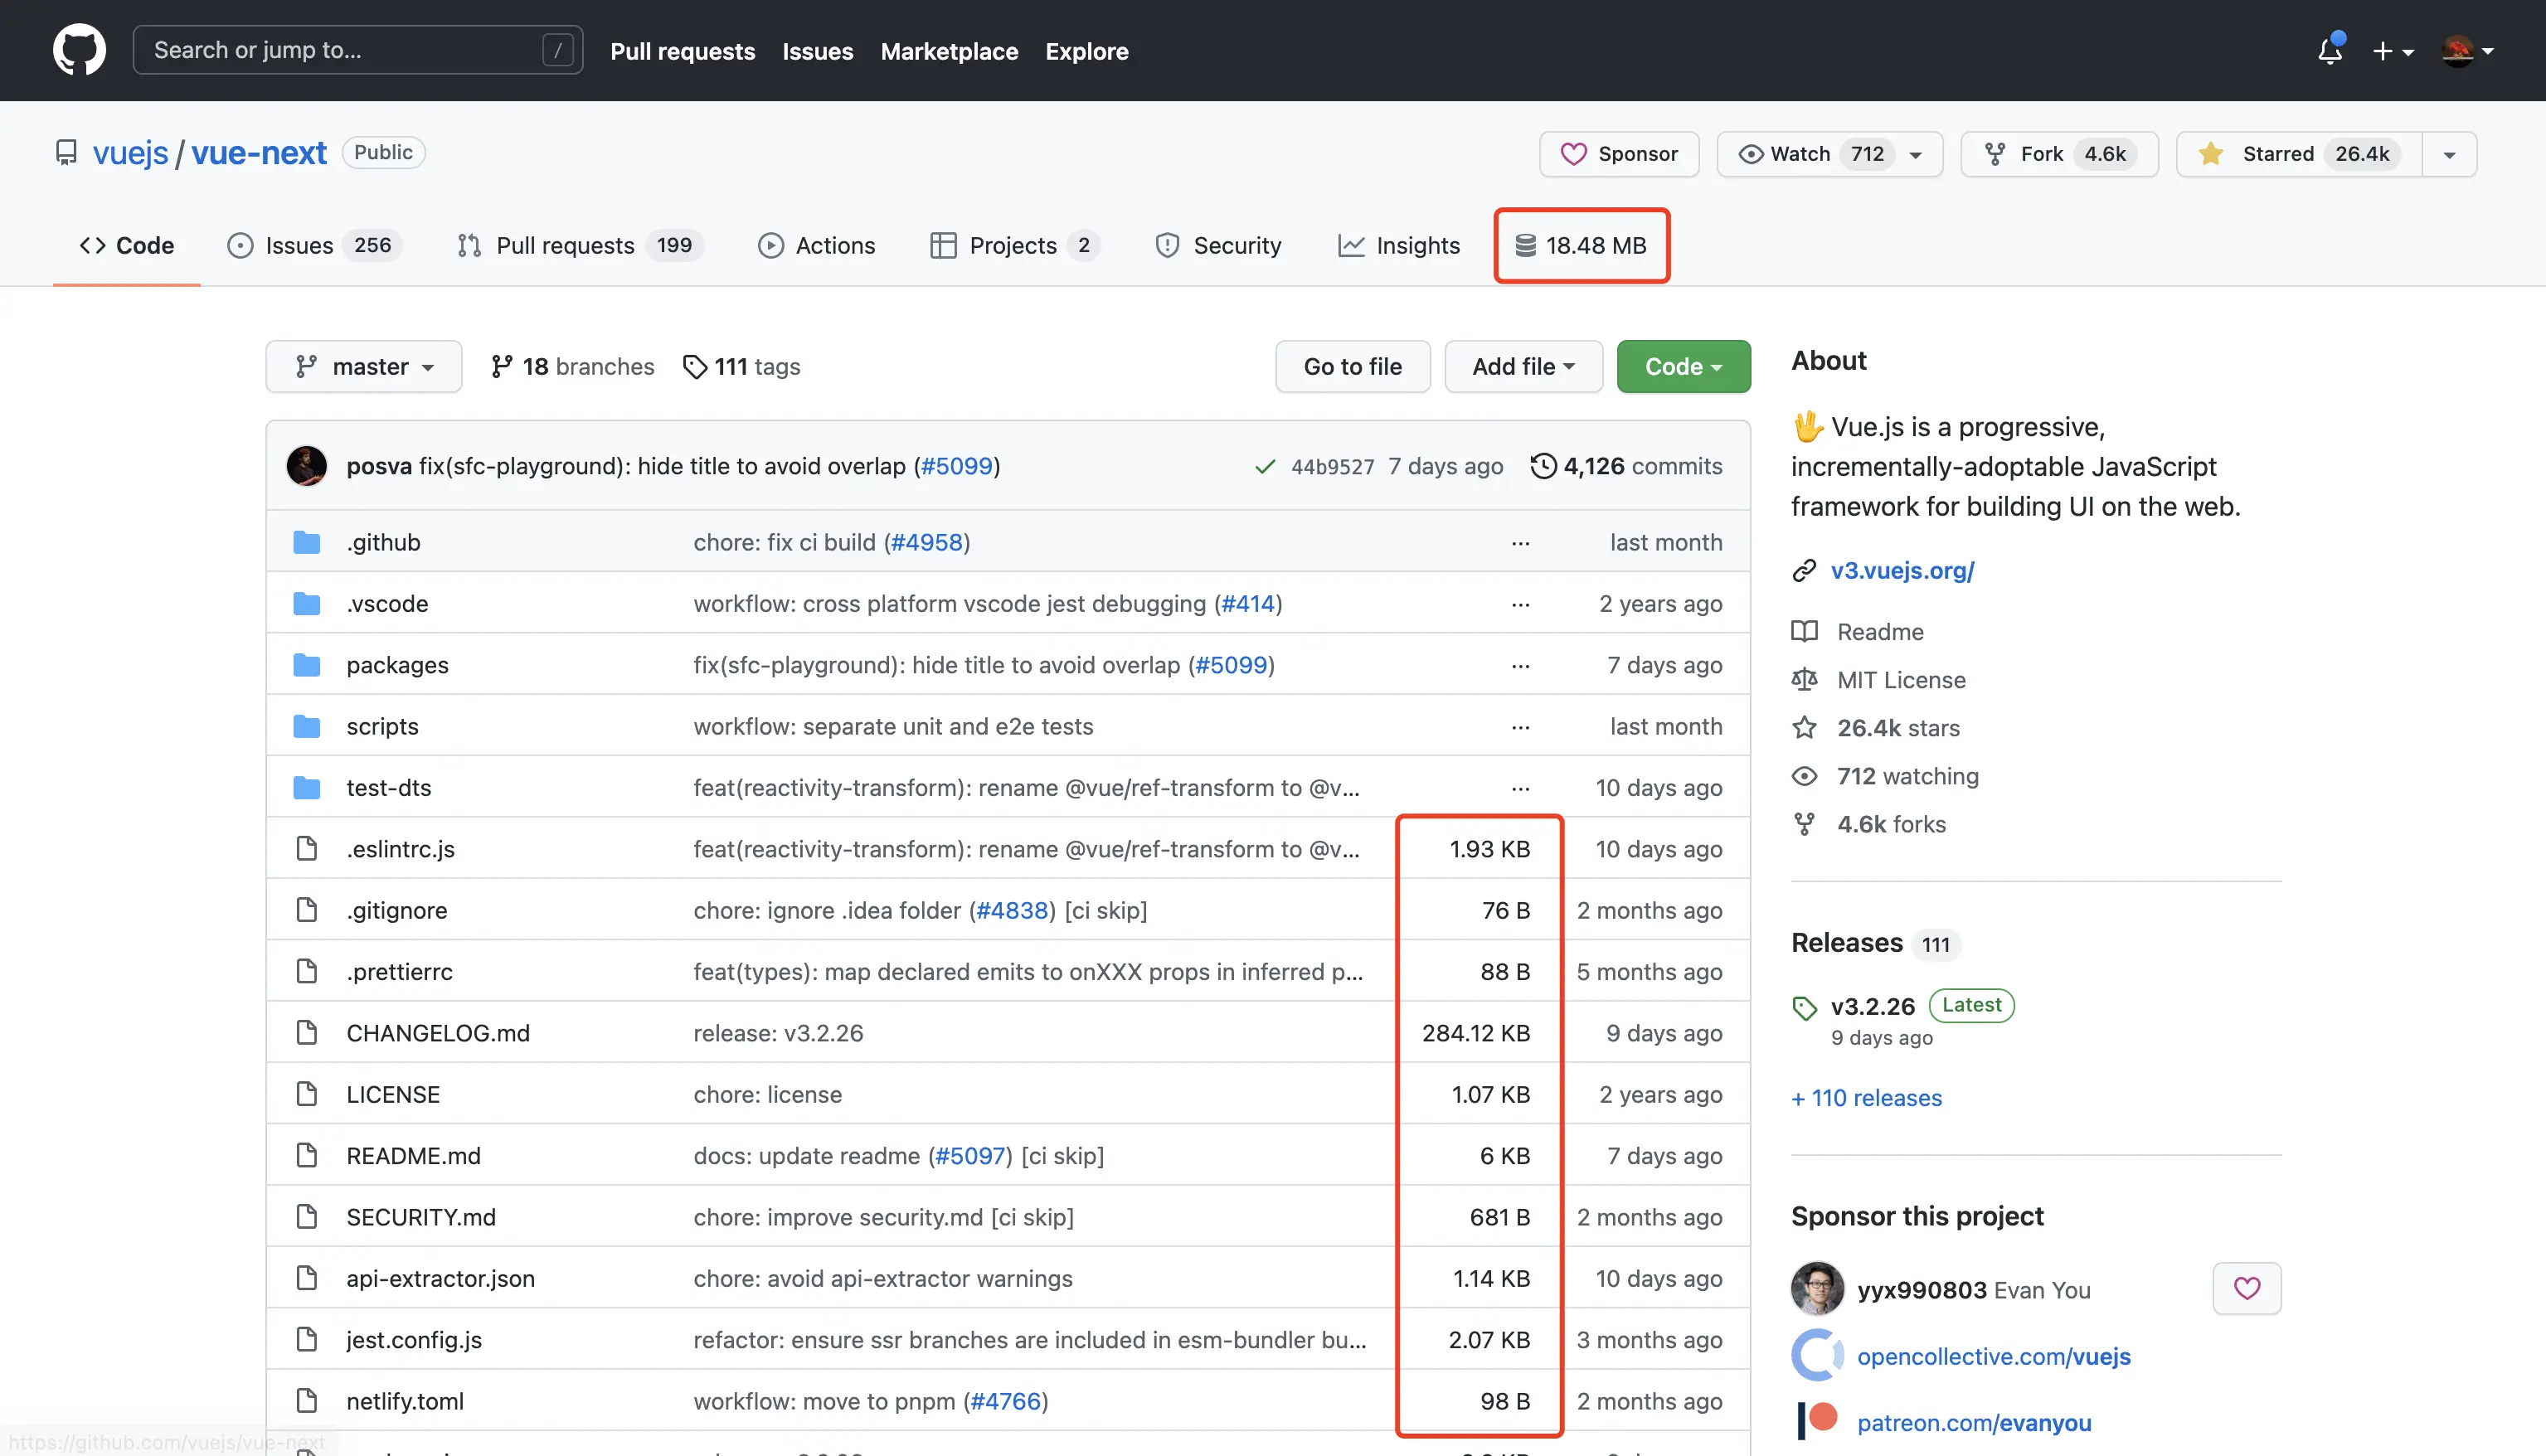 Search or jump to... /
Pull requests Issues Marketplace Explore
vuejs / vue-next Public
Sponsor Watch 712 Fork 4.6k Starred 26.4k
Code Issues 256 Pull requests 199 Actions Projects 2 Security Insights 18.48 MB
master 18 branches 111 tags Go to file Add file Code
posva fix(sfc-playground): hide title to avoid overlap (#5099) 44b9527 7 days ago 4,126 commits
.github chore: fix ci build (#4958) ... last month
.vscode workflow: cross platform vscode jest debugging (#414) ... 2 years ago
packages fix(sfc-playground): hide title to avoid overlap (#5099) ... 7 days ago
scripts workflow: separate unit and e2e tests ... last month
test-dts feat(reactivity-transform): rename @vue/ref-transform to @v... ... 10 days ago
.eslintrc.js feat(reactivity-transform): rename @vue/ref-transform to @v... 1.93 KB 10 days ago
.gitignore chore: ignore .idea folder (#4838) [ci skip] 76 B 2 months ago
.prettierrc feat(types): map declared emits to onXXX props in inferred p... 88 B 5 months ago
CHANGELOG.md release: v3.2.26 284.12 KB 9 days ago
LICENSE chore: license 1.07 KB 2 years ago
README.md docs: update readme (#5097) [ci skip] 6 KB 7 days ago
SECURITY.md chore: improve security.md [ci skip] 681 B 2 months ago
api-extractor.json chore: avoid api-extractor warnings 1.14 KB 10 days ago
jest.config.js refactor: ensure ssr branches are included in esm-bundler bu... 2.07 KB 3 months ago
netlify.toml workflow: move to pnpm (#4766) 98 B 2 months ago
https://github.com/vuejs/vue-next
About
🖖 Vue.js is a progressive,
incrementally-adoptable JavaScript
framework for building UI on the web.
v3.vuejs.org/
Readme
MIT License
26.4k stars
712 watching
4.6k forks
Releases 111
v3.2.26 Latest
9 days ago
+ 110 releases
Sponsor this project
yyx990803 Evan You
opencollective.com/vuejs
patreon.com/evanyou